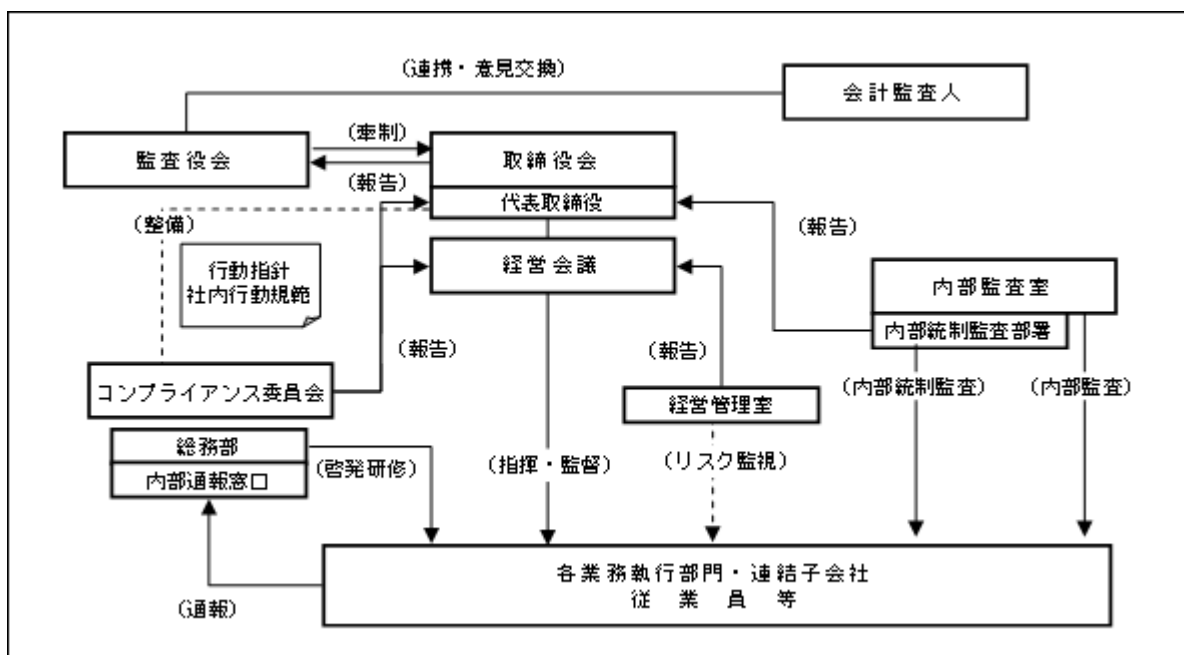 (連携・意見交換)
会計監査人
(牽制)
監査役会
取締役会
(報告)
代表取締役
(整備)
(報告)
行動指針
社内行動規範
経営会議
内部監査室
内部統制監査部署
(報告)
(報告)
コンプライアンス委員会
経営管理室
(内部統制監査)
(内部監査)
総務部
内部通報窓口
(啓発研修)
(指揮・監督)
(リスク監視)
各業務執行部門・連結子会社
従業員等
(通報)